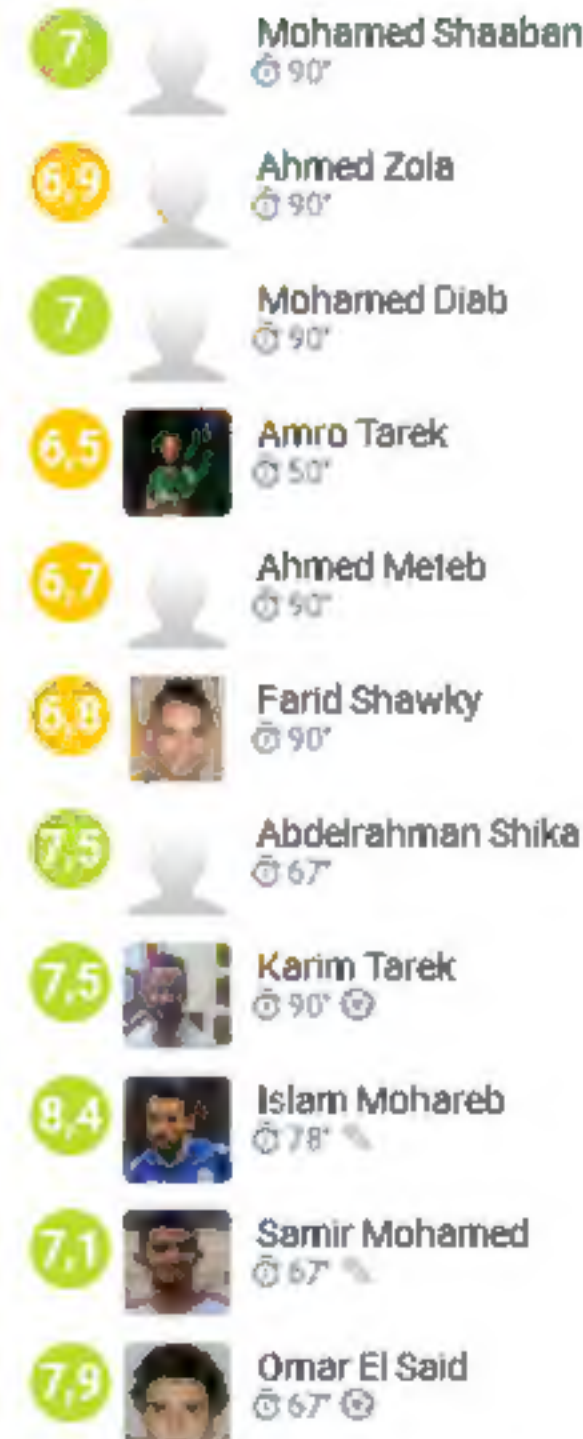 7
Mohamed Shaaban
90'
6,9
Ahmed Zola
90'
7
Mohamed Diab
90'
6,5
Amro Tarek
50'
6,7
Ahmed Meteb
90'
6,8
Farid Shawky
90'
7,5
Abdelrahman Shika
67'
7,5
Karim Tarek
90'
8,4
Islam Mohareb
78'
7,1
Samir Mohamed
67'
7,9
Omar El Said
67'